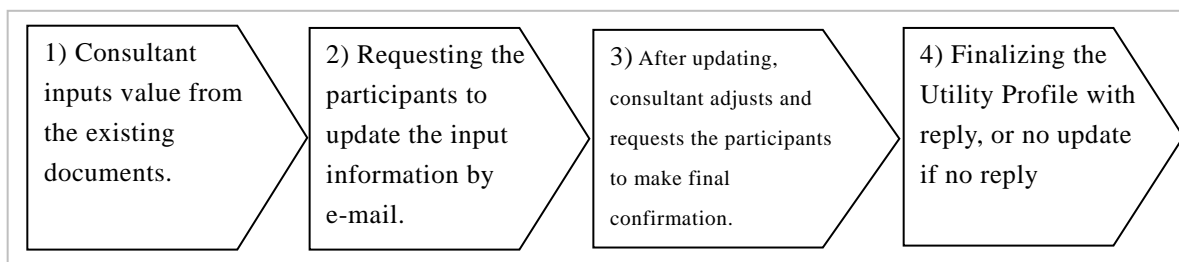 1) Consultant
inputs value from
the existing
documents.
2) Requesting the
participants to
update the input
information by
e-mail.
3) After updating,
consultant adjusts and
requests the participants
to make final
confirmation.
4) Finalizing the
Utility Profile with
reply, or no update
if no reply